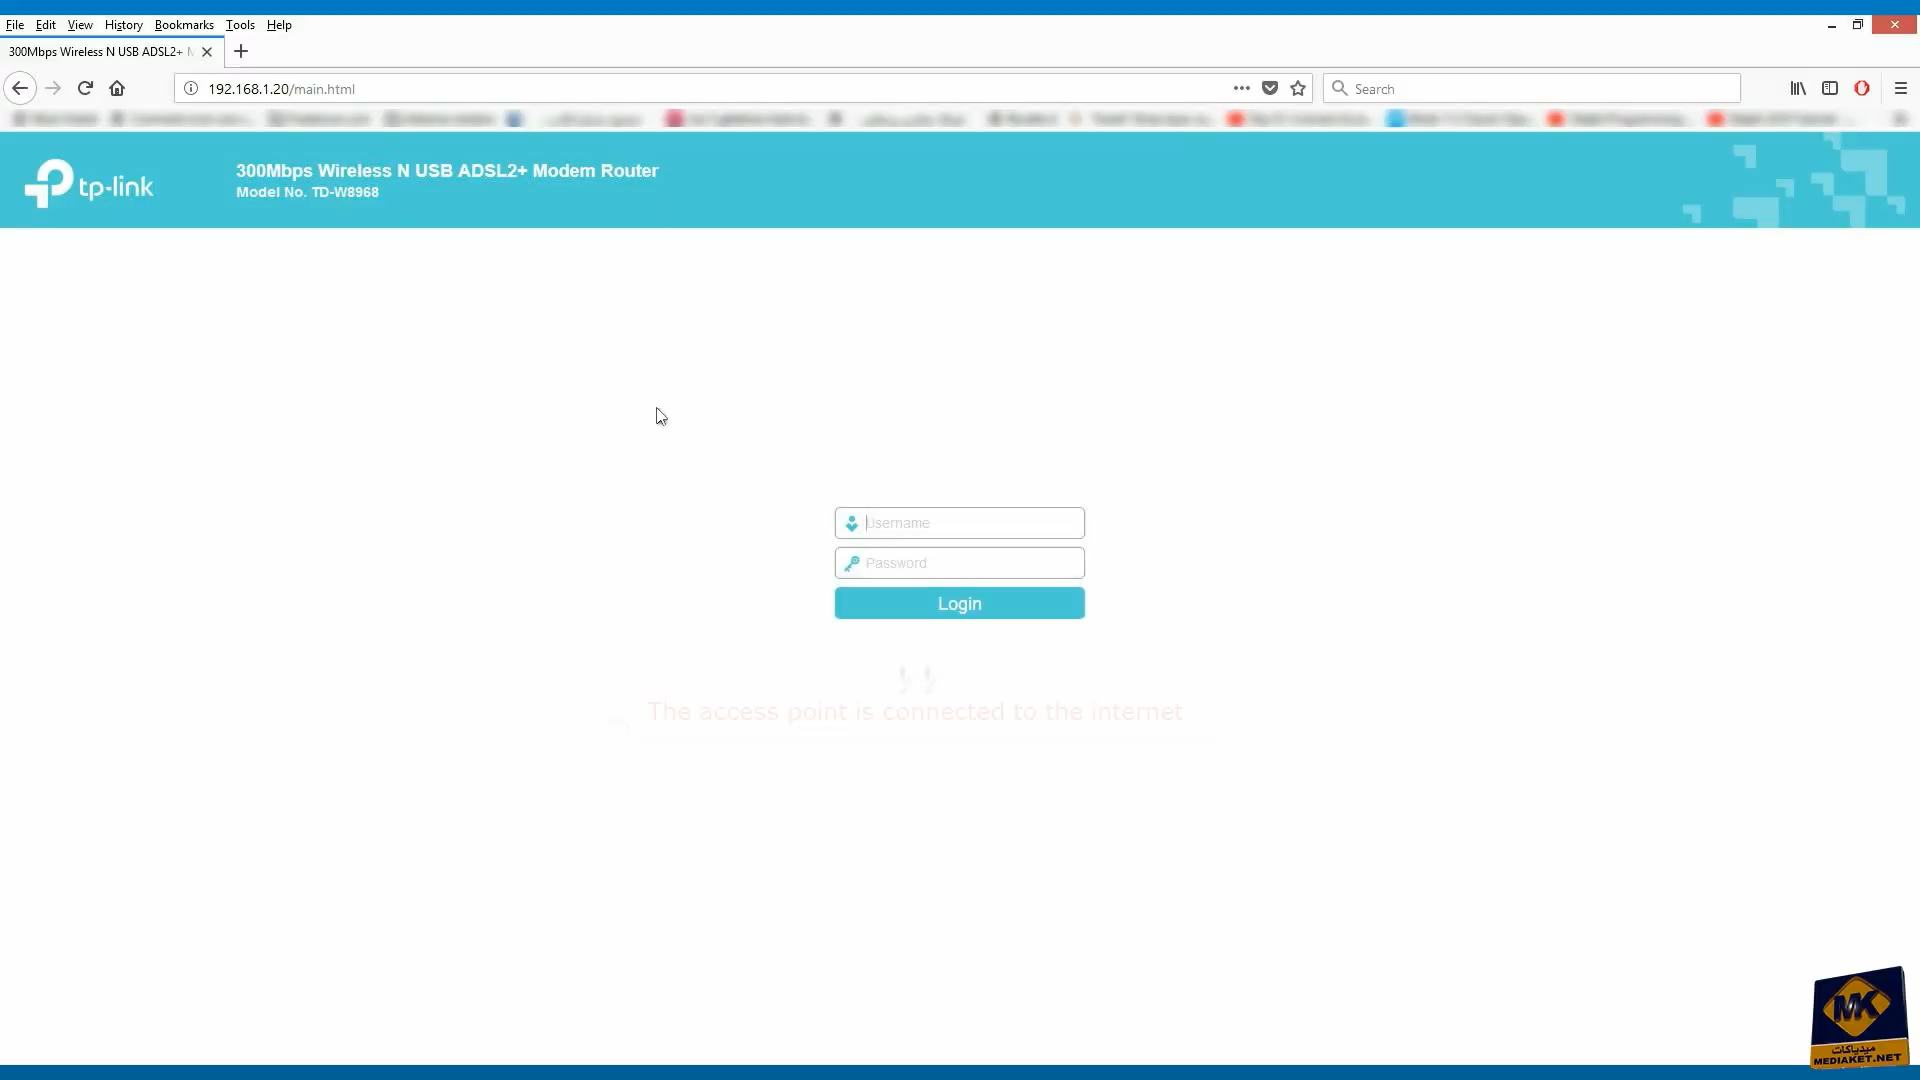 File Edit View History Bookmarks Tools Help
300Mbps Wireless N USB ADSL2+
192.168.1.20/main.html
Search
tp-link
300Mbps Wireless N USB ADSL2+ Modem Router
Model No. TD-W8968
Username
Password
Login
The access point is connected to the internet
MK
ميدياكات
MEDIAKET.NET